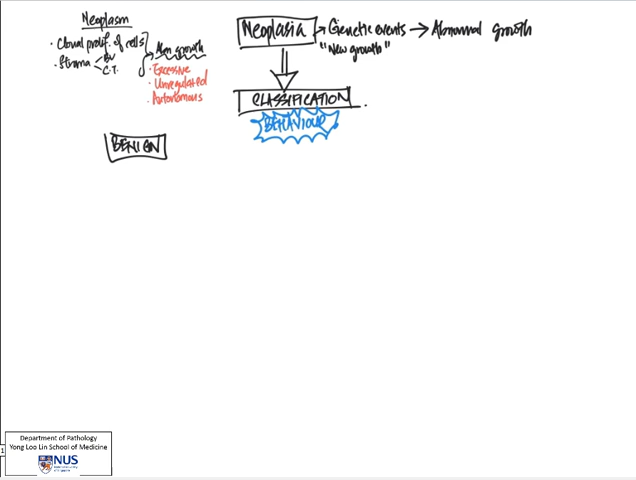 Neoplasm
· Clonal prolif. of cells
· Stroma
BV
C.T.
Abn growth
· Excessive
· Unregulated
· Autonomous
Neoplasia → Genetic events → Abnormal growth
"New growth"
CLASSIFICATION
BEHAVIOUR
BENIGN
Department of Pathology
Yong Loo Lin School of Medicine
NUS
1